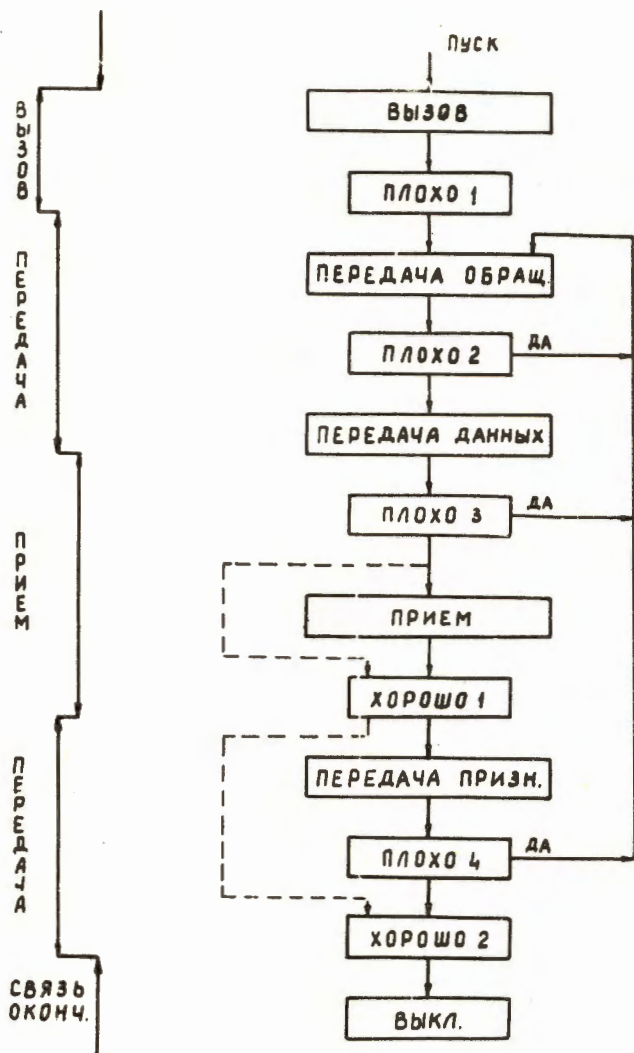 ПУСК
ВЫЗОВ
ВЫЗОВ
ПЛОХО 1
ПЕРЕДАЧА
ПЕРЕДАЧА ОБРАЩ.
ПЛОХО 2
ДА
ПЕРЕДАЧА ДАННЫХ
ПЛОХО 3
ДА
ПРИЕМ
ПРИЕМ
ХОРОШО 1
ПЕРЕДАЧА
ПЕРЕДАЧА ПРИЗН.
ПЛОХО 4
ДА
ХОРОШО 2
СВЯЗЬ
ОКОНЧ.
ВЫКЛ.